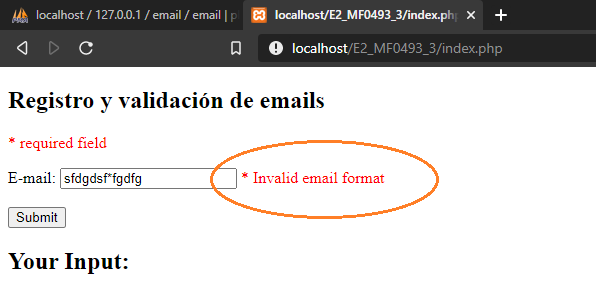 localhost / 127.0.0.1 / email / email | p
localhost/E2_MF0493_3/index.php
localhost/E2_MF0493_3/index.php
Registro y validación de emails
* required field
E-mail: sfdgdsf*fgdfg * Invalid email format
Submit
Your Input: